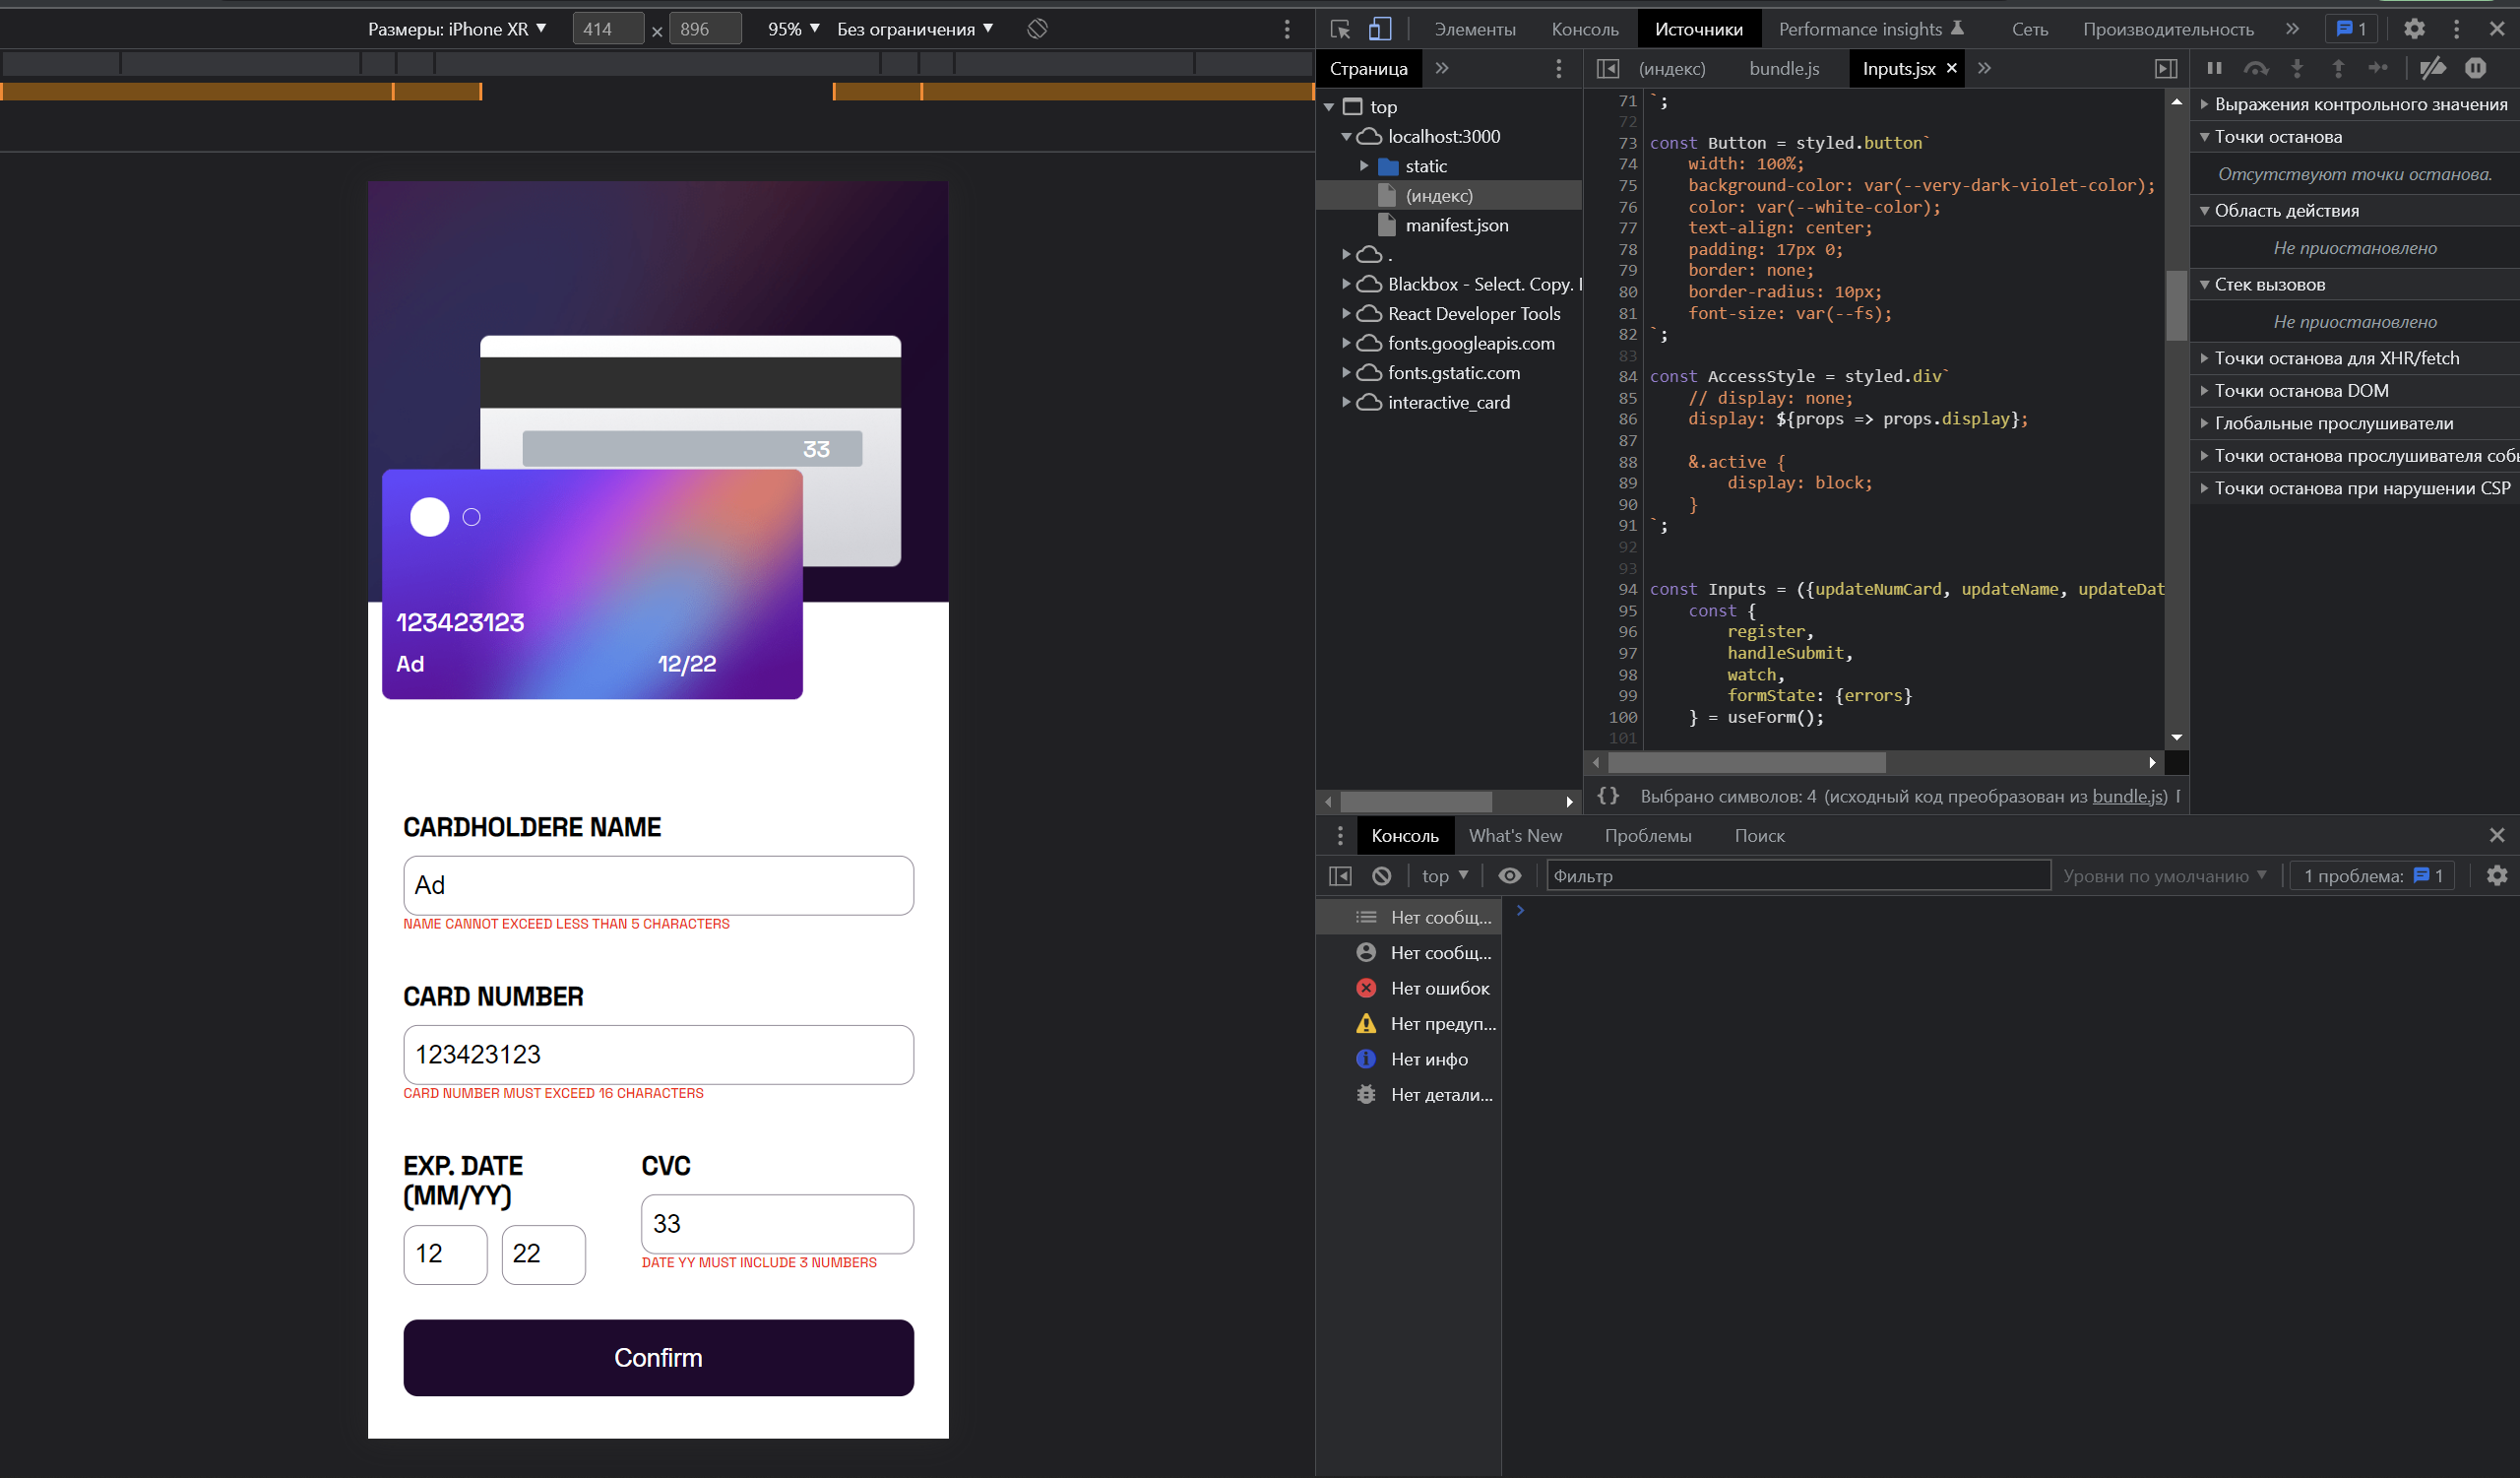 Размеры: iPhone XR ▼ 414 × 896 95% ▼ Без ограничения ▼
33
123423123
Ad 12/22
CARDHOLDERE NAME
Ad
NAME CANNOT EXCEED LESS THAN 5 CHARACTERS
CARD NUMBER
123423123
CARD NUMBER MUST EXCEED 16 CHARACTERS
EXP. DATE
(MM/YY)
12 22
CVC
33
DATE YY MUST INCLUDE 3 NUMBERS
Confirm
Элементы Консоль Источники Performance insights Сеть Производительность » 1
Страница »
top
localhost:3000
static
(индекс)
manifest.json
.
Blackbox - Select. Copy.
React Developer Tools
fonts.googleapis.com
fonts.gstatic.com
interactive_card
(индекс) bundle.js Inputs.jsx × »
71 `;
72
73 const Button = styled.button`
74 width: 100%;
75 background-color: var(--very-dark-violet-color);
76 color: var(--white-color);
77 text-align: center;
78 padding: 17px 0;
79 border: none;
80 border-radius: 10px;
81 font-size: var(--fs);
82 `;
83
84 const AccessStyle = styled.div`
85 // display: none;
86 display: ${props => props.display};
87
88 &.active {
89 display: block;
90 }
91 `;
92
93
94 const Inputs = ({updateNumCard, updateName, updateDat
95 const {
96 register,
97 handleSubmit,
98 watch,
99 formState: {errors}
100 } = useForm();
101
{} Выбрано символов: 4 (исходный код преобразован из bundle.js)
Выражения контрольного значения
Точки останова
Отсутствуют точки останова.
Область действия
Не приостановлено
Стек вызовов
Не приостановлено
Точки останова для XHR/fetch
Точки останова DOM
Глобальные прослушиватели
Точки останова прослушивателя соб
Точки останова при нарушении CSP
Консоль What's New Проблемы Поиск
top ▼ Фильтр Уровни по умолчанию ▼ 1 проблема: 1
Нет сообщ...
Нет сообщ...
Нет ошибок
Нет предуп...
Нет инфо
Нет детали...